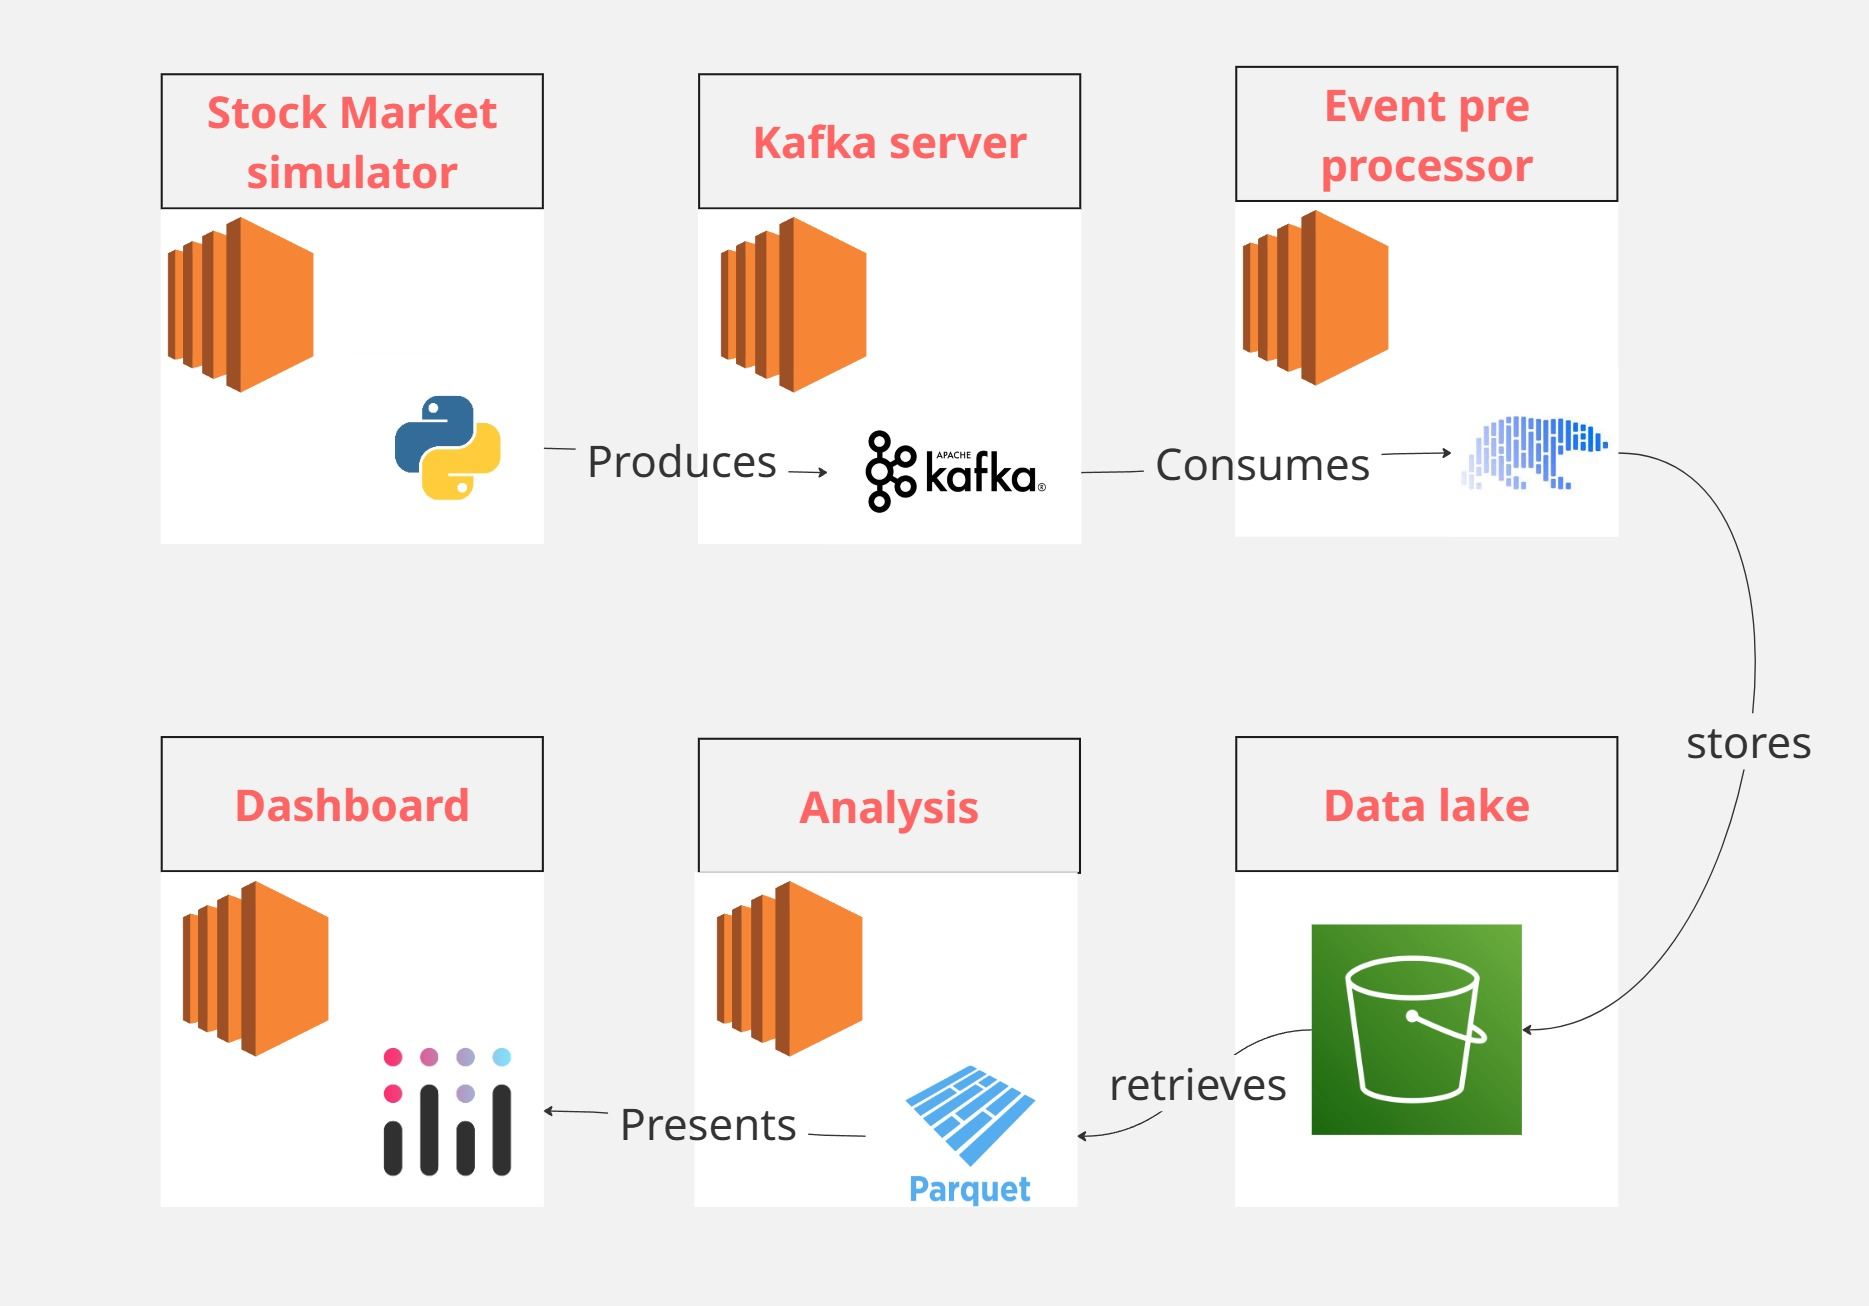 Stock Market
simulator
Kafka server
Event pre
processor
Produces
APACHE
kafka®
Consumes
stores
Dashboard
Analysis
Data lake
retrieves
Presents
Parquet